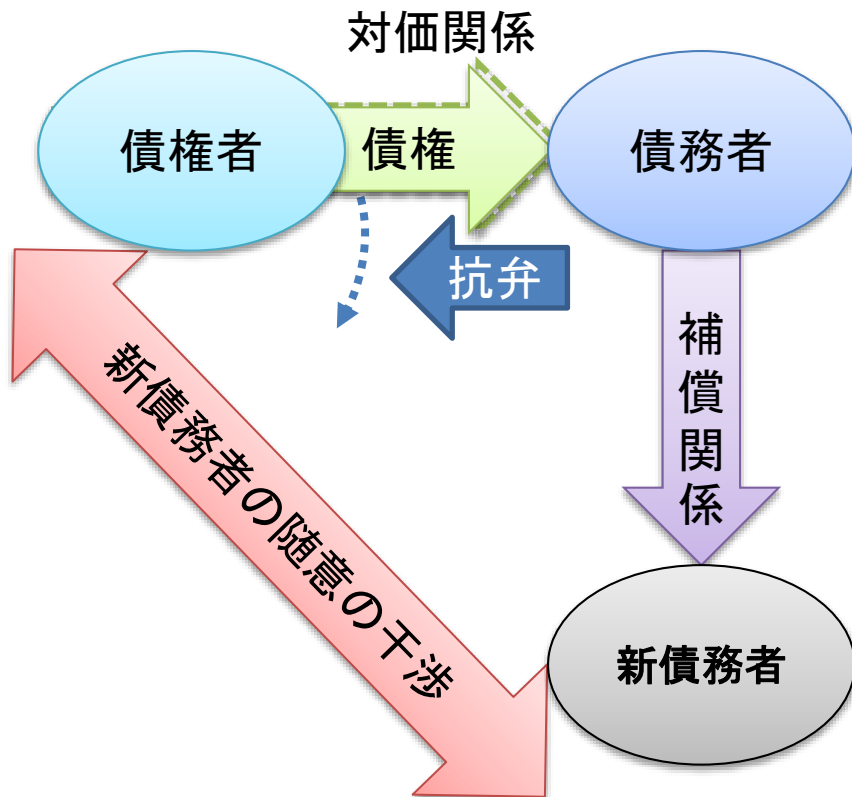 対価関係
債権者
債権
債務者
抗弁
補償関係
新債務者の随意の干渉
新債務者